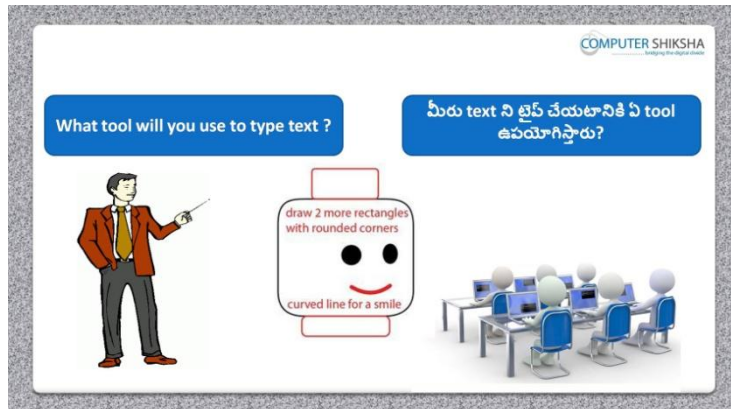 COMPUTER SHIKSHA
bridging the digital divide
What tool will you use to type text ?
మీరు text ని టైప్ చేయటానికి ఏ tool
ఉపయోగిస్తారు?
draw 2 more rectangles
with rounded corners
curved line for a smile